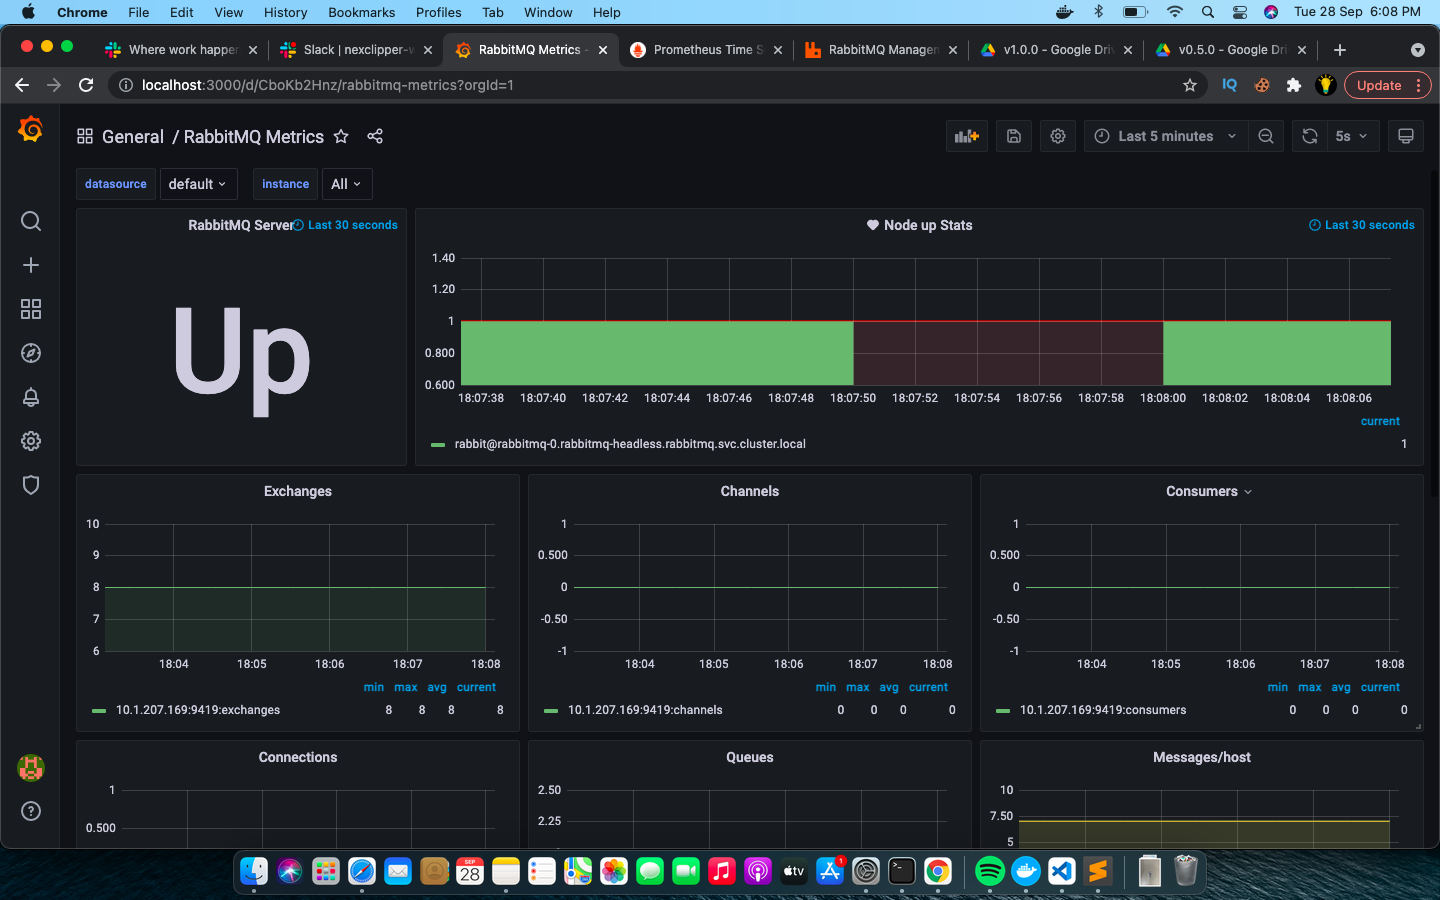 Chrome File Edit View History Bookmarks Profiles Tab Window Help Tue 28 Sep 6:08 PM
Where work happen Slack | nexclipper-w RabbitMQ Metrics - Prometheus Time S RabbitMQ Managem v1.0.0 - Google Driv v0.5.0 - Google Dri
localhost:3000/d/CboKb2Hnz/rabbitmq-metrics?orgId=1 IQ Update
General / RabbitMQ Metrics Last 5 minutes 5s
datasource default instance All
RabbitMQ Server Last 30 seconds
Up
Node up Stats Last 30 seconds
1.40
1.20
1
0.800
0.600
18:07:38 18:07:40 18:07:42 18:07:44 18:07:46 18:07:48 18:07:50 18:07:52 18:07:54 18:07:56 18:07:58 18:08:00 18:08:02 18:08:04 18:08:06
current
rabbit@rabbitmq-0.rabbitmq-headless.rabbitmq.svc.cluster.local 1
Exchanges
10
9
8
7
6
18:04 18:05 18:06 18:07 18:08
min max avg current
10.1.207.169:9419:exchanges 8 8 8 8
Channels
1
0.500
0
-0.50
-1
18:04 18:05 18:06 18:07 18:08
min max avg current
10.1.207.169:9419:channels 0 0 0 0
Consumers
1
0.500
0
-0.50
-1
18:04 18:05 18:06 18:07 18:08
min max avg current
10.1.207.169:9419:consumers 0 0 0 0
Connections
1
0.500
Queues
2.50
2.25
Messages/host
10
7.50
5
SEP
28
tv
1